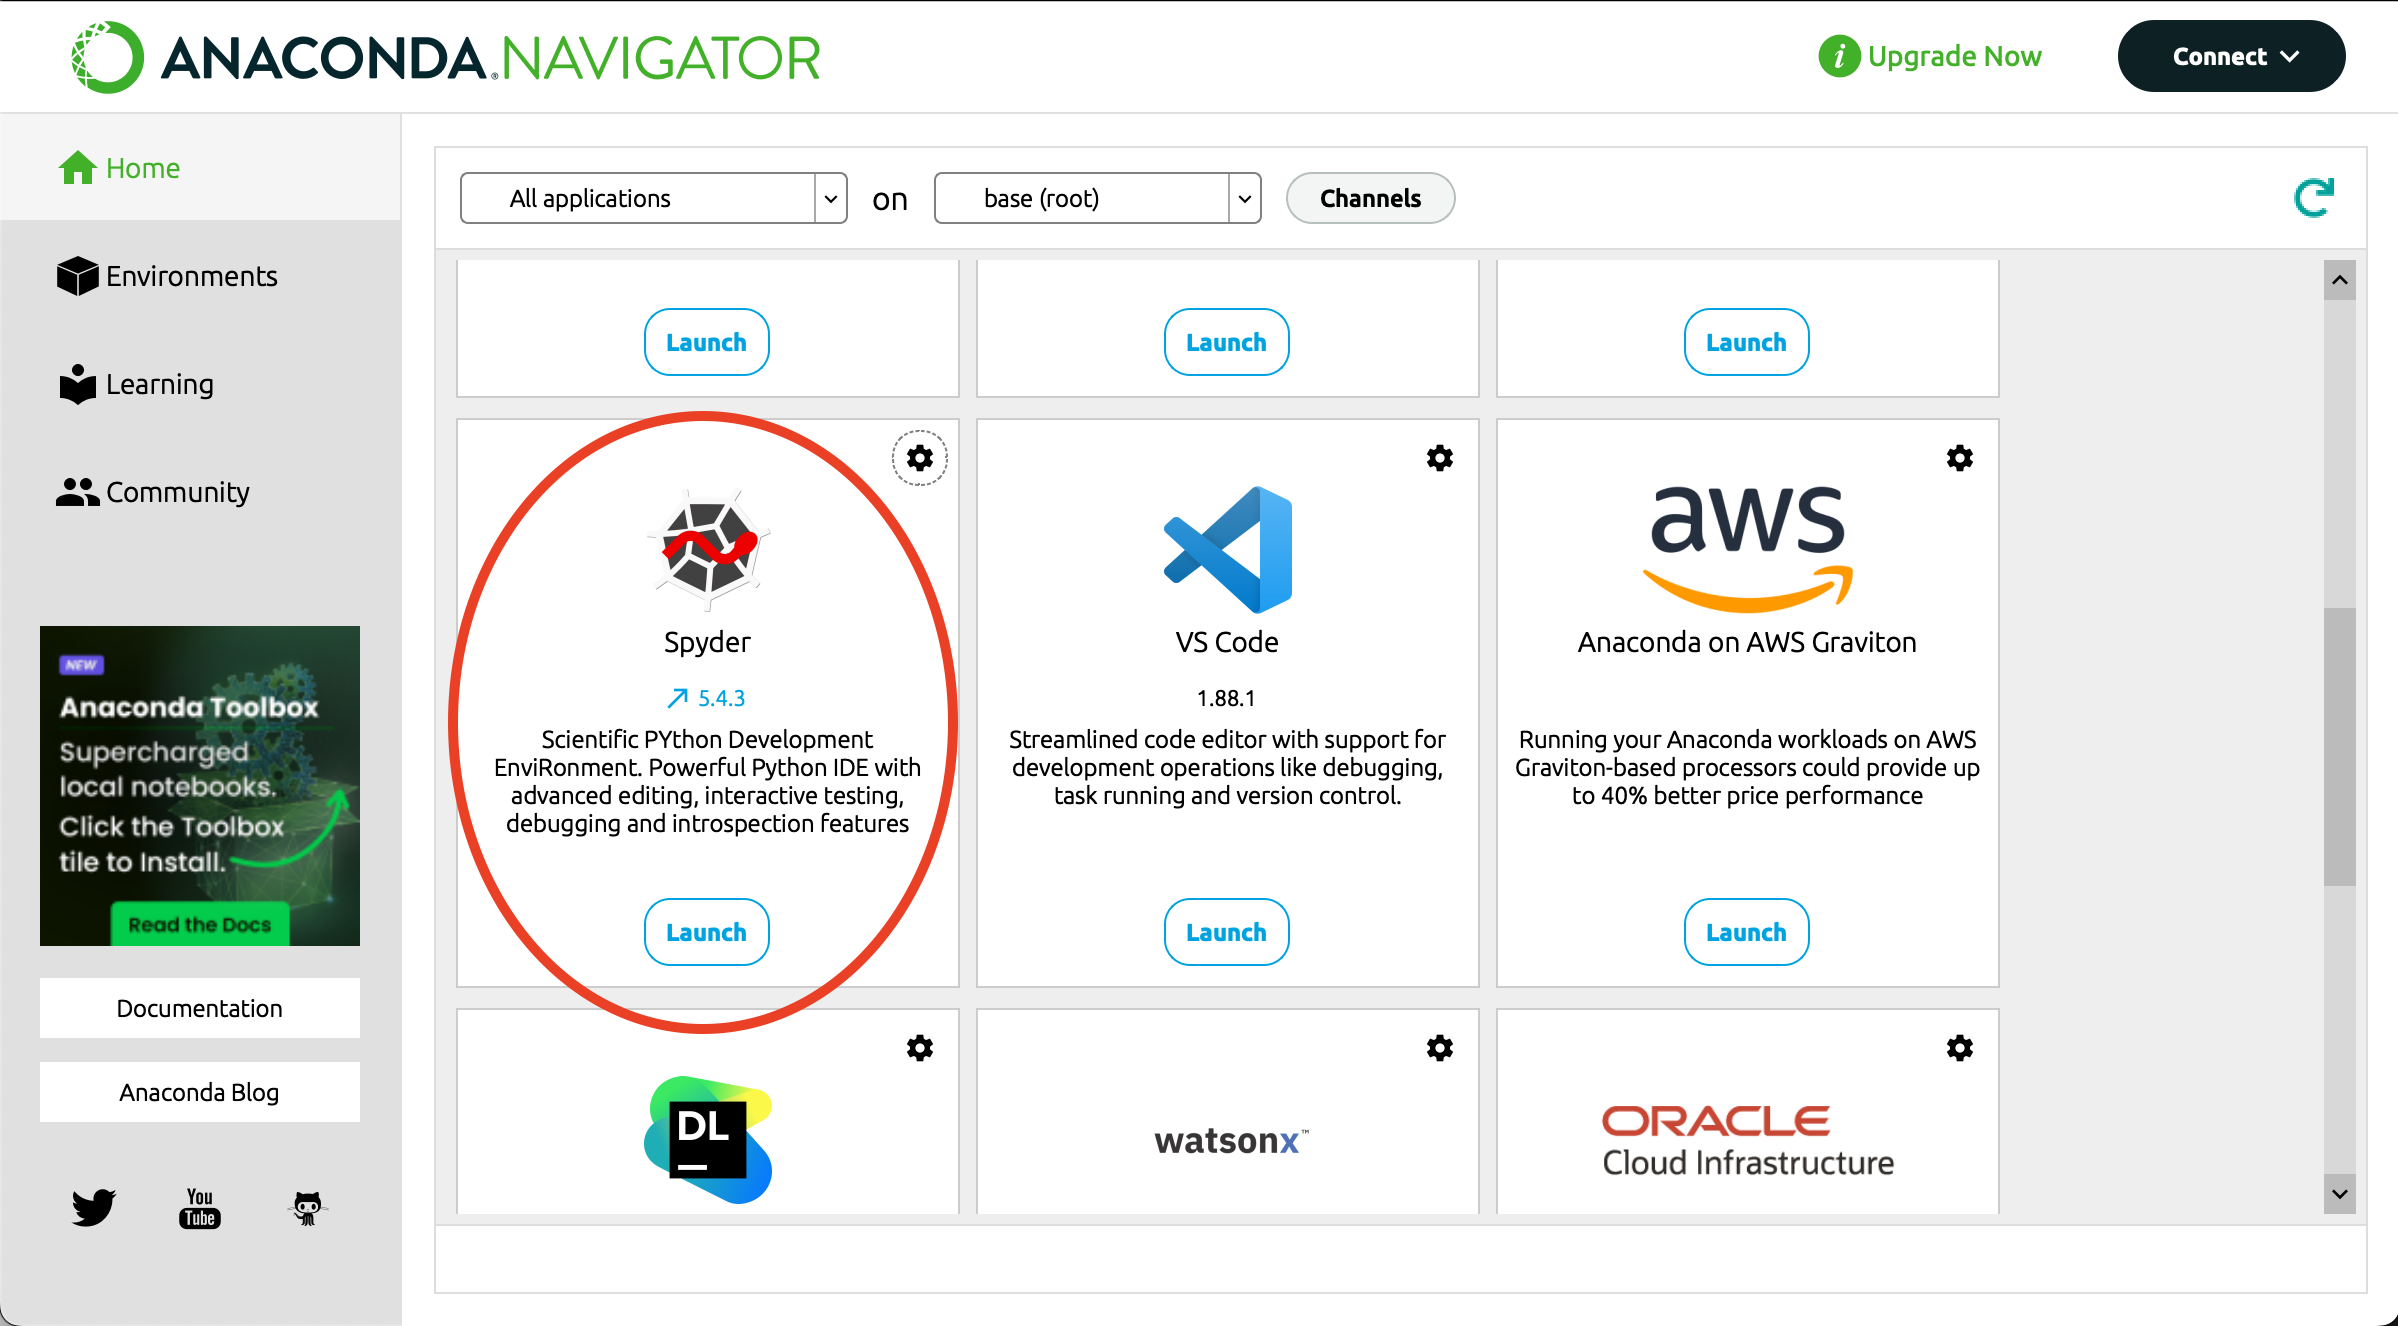 ANACONDA.NAVIGATOR
Upgrade Now
Connect
Home
Environments
Learning
Community
NEW
Anaconda Toolbox
Supercharged
local notebooks.
Click the Toolbox
tile to Install.
Read the Docs
Documentation
Anaconda Blog
You
Tube
All applications
on
base (root)
Channels
Launch
Launch
Launch
Spyder
5.4.3
Scientific PYthon Development
EnviRonment. Powerful Python IDE with
advanced editing, interactive testing,
debugging and introspection features
Launch
VS Code
1.88.1
Streamlined code editor with support for
development operations like debugging,
task running and version control.
Launch
aws
Anaconda on AWS Graviton
Running your Anaconda workloads on AWS
Graviton-based processors could provide up
to 40% better price performance
Launch
DL
watsonx™
ORACLE
Cloud Infrastructure